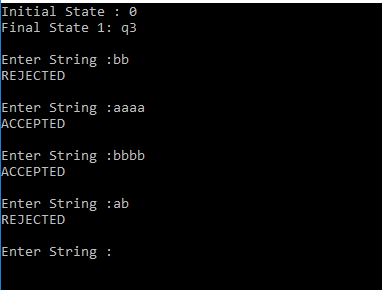 Initial State : 0
Final State 1: q3
Enter String :bb
REJECTED
Enter String :aaaa
ACCEPTED
Enter String :bbbb
ACCEPTED
Enter String :ab
REJECTED
Enter String :